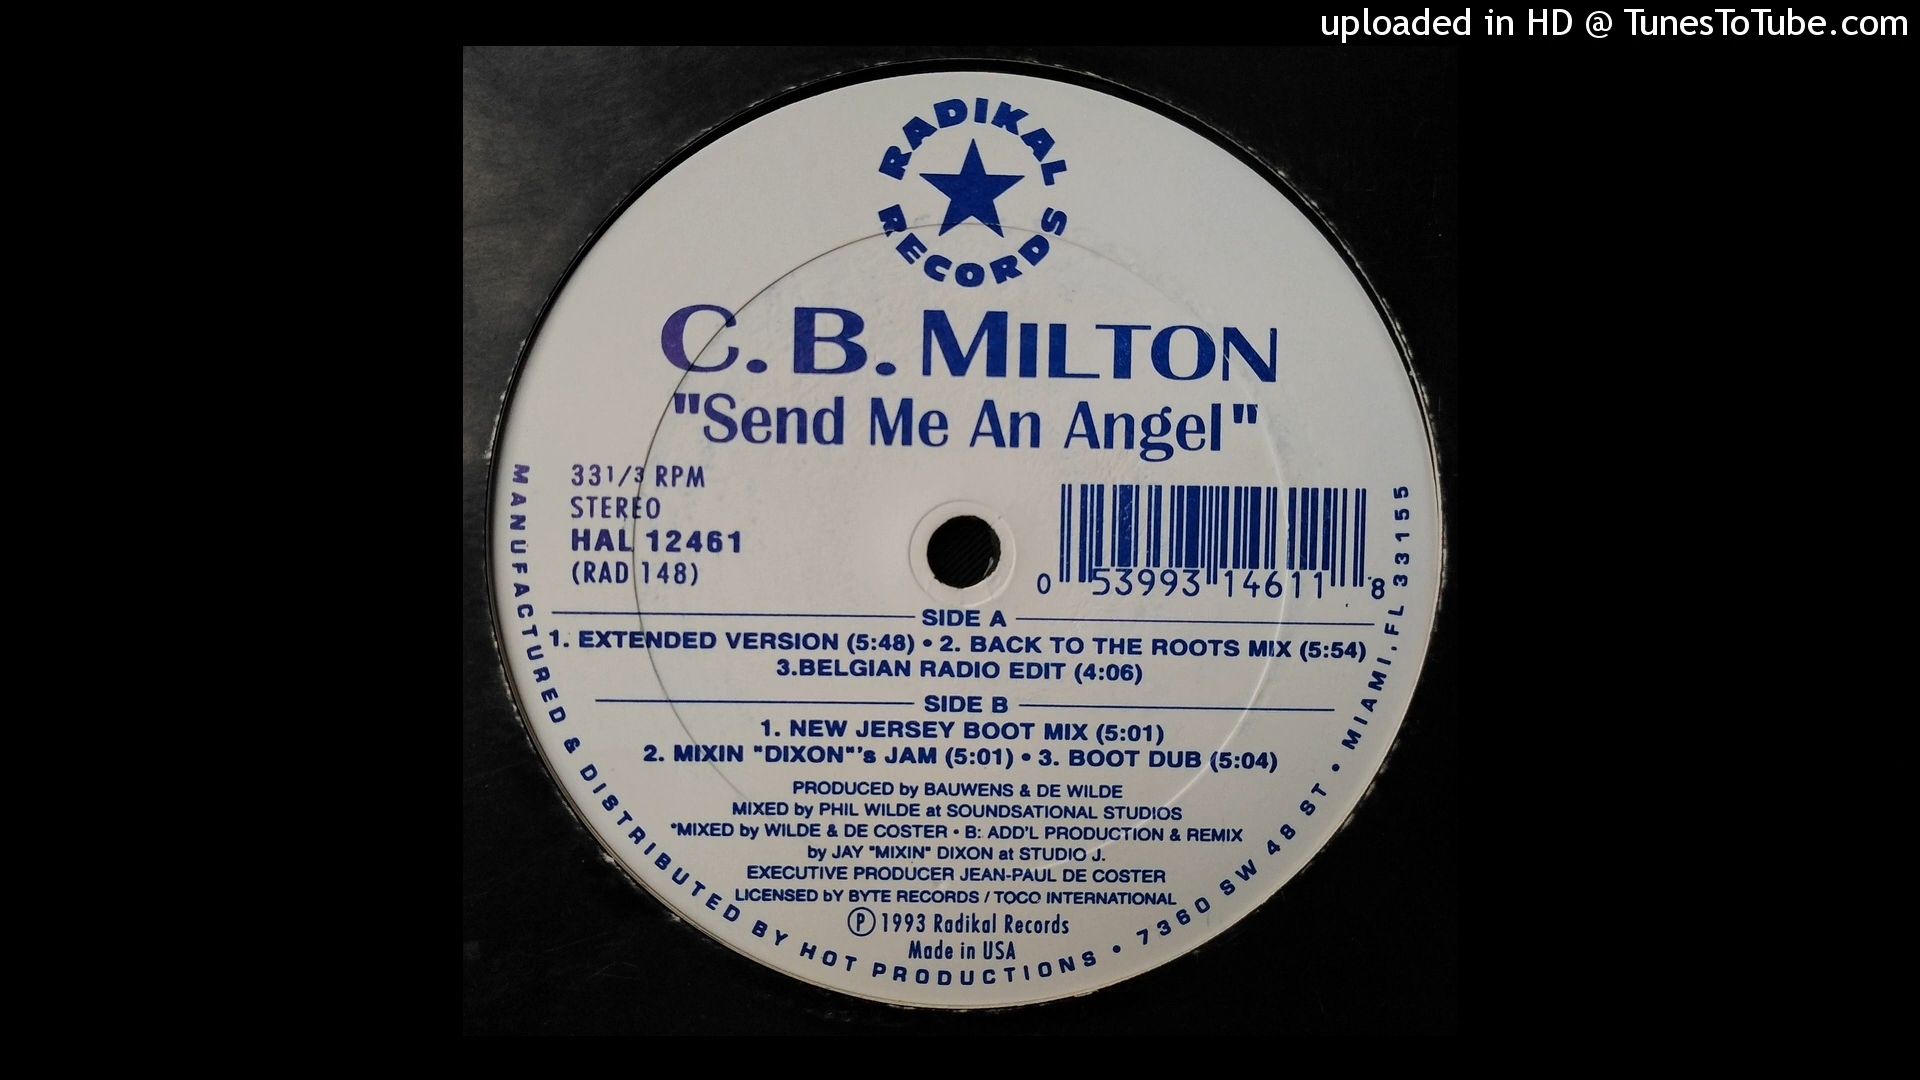 uploaded in HD @ TunesToTube.com
RADIKAL
RECORDS
C. B. MILTON
"Send Me An Angel"
33 1/3 RPM
STEREO
HAL 12461
(RAD 148)
0 53993 14611 8
SIDE A
1. EXTENDED VERSION (5:48) • 2. BACK TO THE ROOTS MIX (5:54)
3.BELGIAN RADIO EDIT (4:06)
SIDE B
1. NEW JERSEY BOOT MIX (5:01)
2. MIXIN "DIXON"'s JAM (5:01) • 3. BOOT DUB (5:04)
PRODUCED by BAUWENS & DE WILDE
MIXED by PHIL WILDE at SOUNDSATIONAL STUDIOS
*MIXED by WILDE & DE COSTER • B: ADD'L PRODUCTION & REMIX
by JAY "MIXIN" DIXON at STUDIO J.
EXECUTIVE PRODUCER JEAN-PAUL DE COSTER
LICENSED bY BYTE RECORDS / TOCO INTERNATIONAL
Ⓟ 1993 Radikal Records
Made in USA
MANUFACTURED & DISTRIBUTED BY HOT PRODUCTIONS • 7360 SW 48 ST • MIAMI, FL 33155